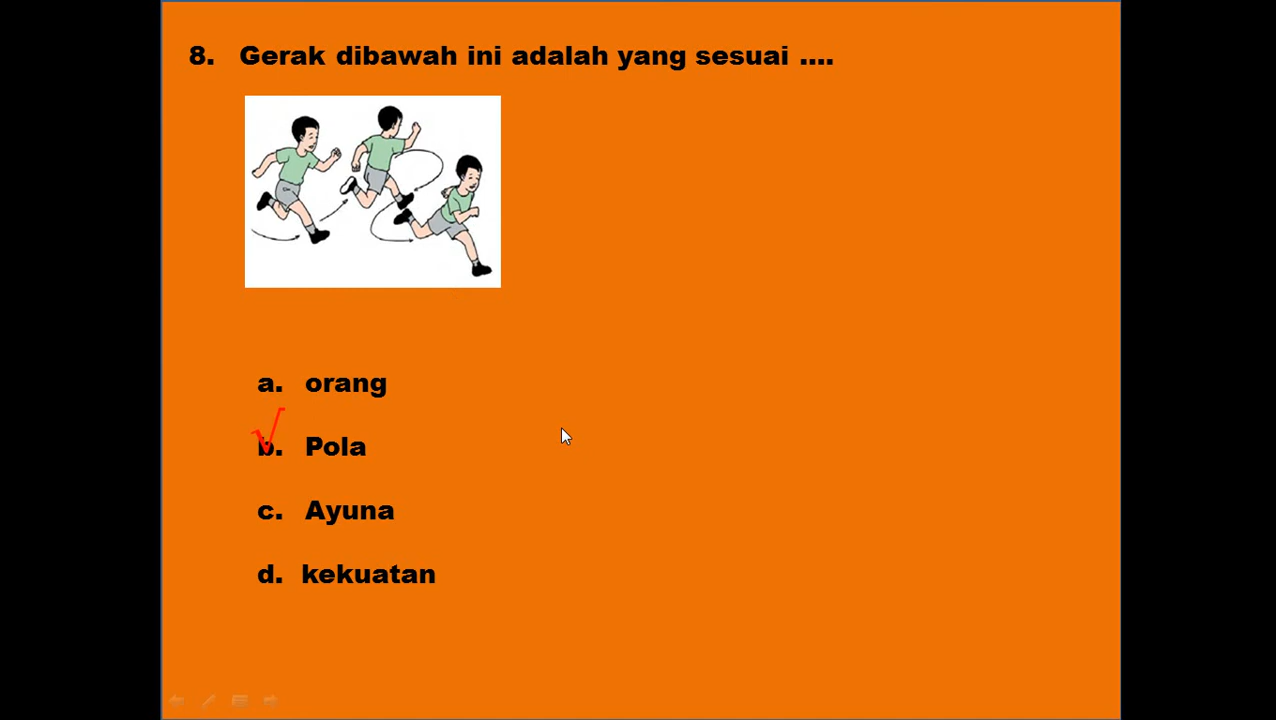 8. Gerak dibawah ini adalah yang sesuai ....
a. orang
b. Pola
c. Ayuna
d. kekuatan